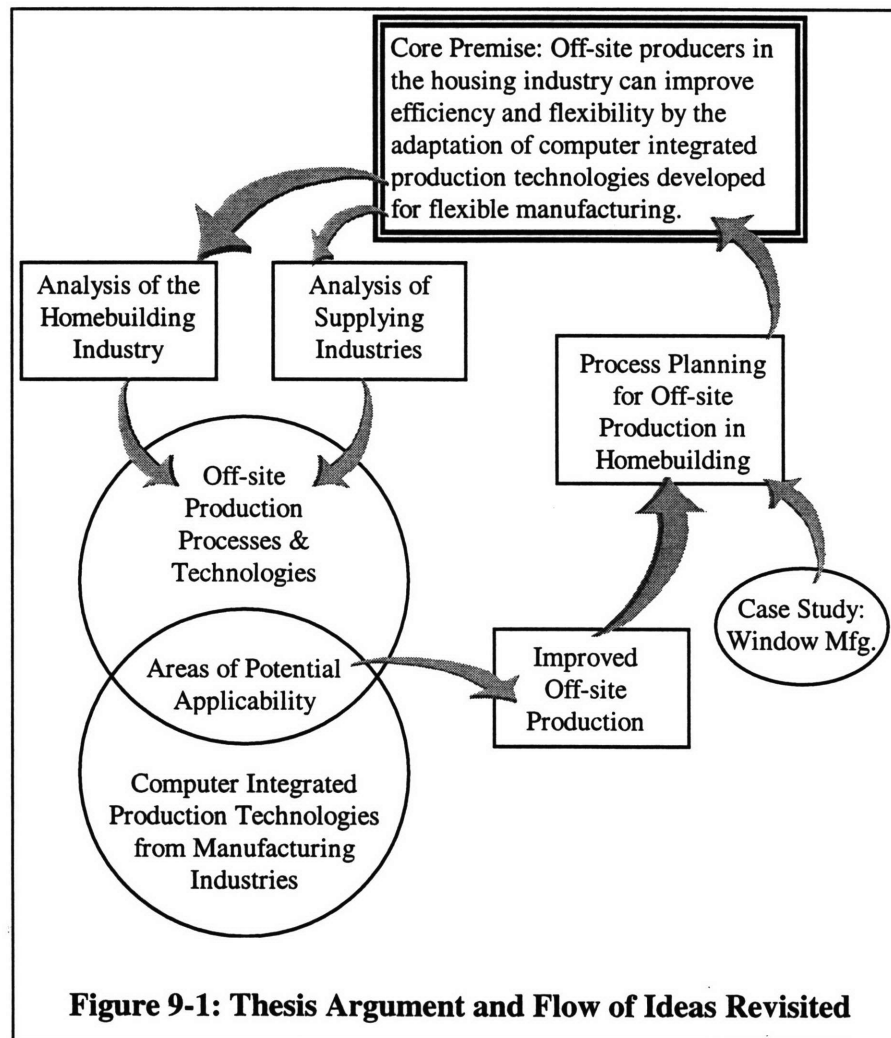 Core Premise: Off-site producers in
the housing industry can improve
efficiency and flexibility by the
adaptation of computer integrated
production technologies developed
for flexible manufacturing.
Analysis of the
Homebuilding
Industry
Analysis of
Supplying
Industries
Process Planning
for Off-site
Production in
Homebuilding
Off-site
Production
Processes &
Technologies
Case Study:
Window Mfg.
Areas of Potential
Applicability
Improved
Off-site
Production
Computer Integrated
Production Technologies
from Manufacturing
Industries
Figure 9-1: Thesis Argument and Flow of Ideas Revisited